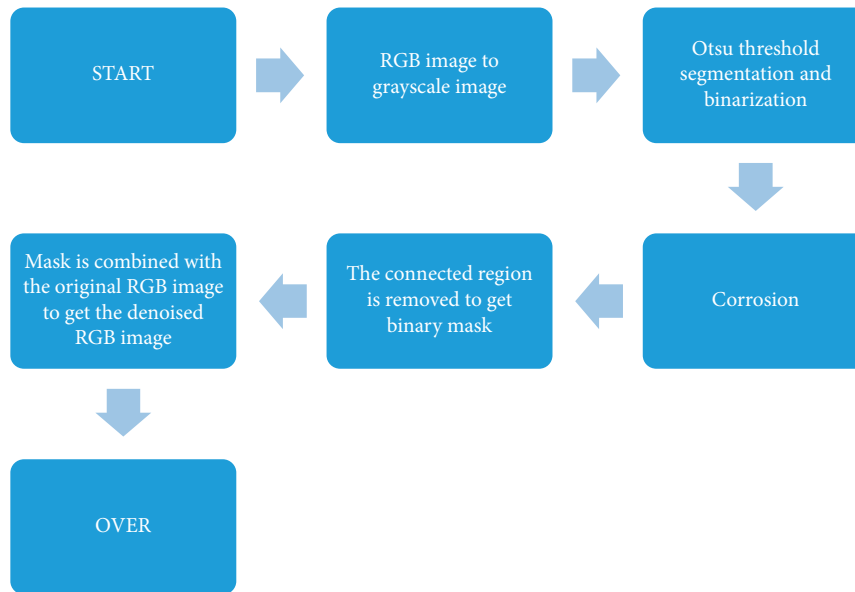 START
RGB image to
grayscale image
Otsu threshold
segmentation and
binarization
Corrosion
The connected region
is removed to get
binary mask
Mask is combined with
the original RGB image
to get the denoised
RGB image
OVER